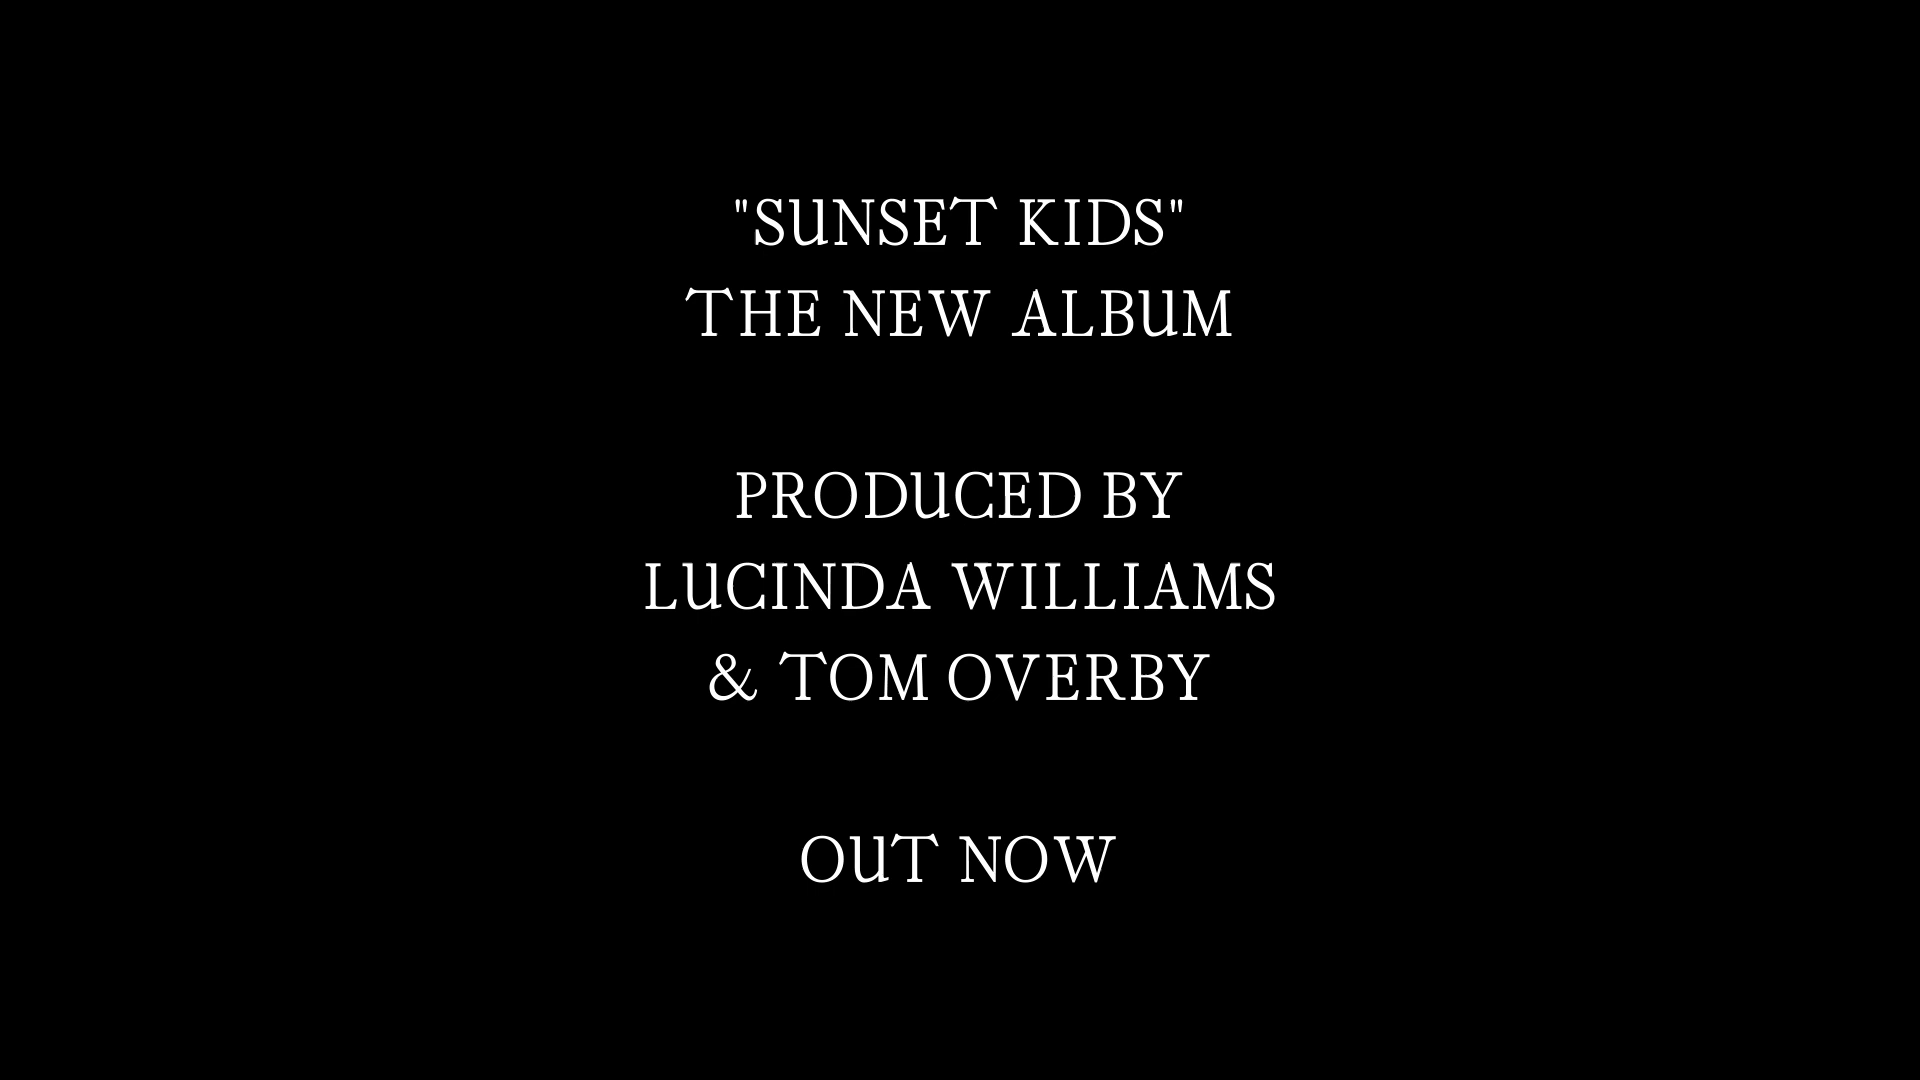 "SUNSET KIDS"
THE NEW ALBUM
PRODUCED BY
LUCINDA WILLIAMS
& TOM OVERBY
OUT NOW